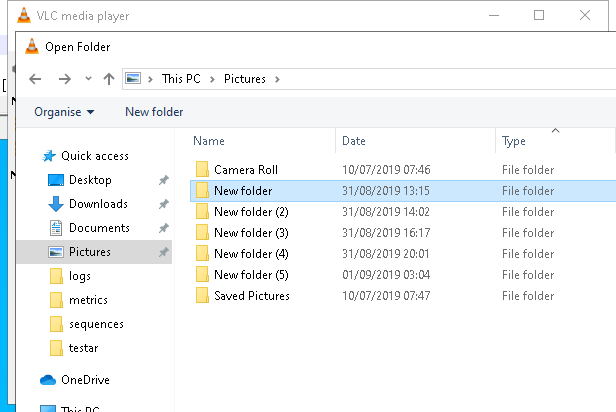 VLC media player
Open Folder
This PC > Pictures >
Organise New folder
Name Date Type
Quick access
Desktop
Downloads
Documents
Pictures
logs
metrics
sequences
testar
OneDrive
This PC
Camera Roll 10/07/2019 07:46 File folder
New folder 31/08/2019 13:15 File folder
New folder (2) 31/08/2019 14:02 File folder
New folder (3) 31/08/2019 16:17 File folder
New folder (4) 31/08/2019 20:01 File folder
New folder (5) 01/09/2019 03:04 File folder
Saved Pictures 10/07/2019 07:47 File folder